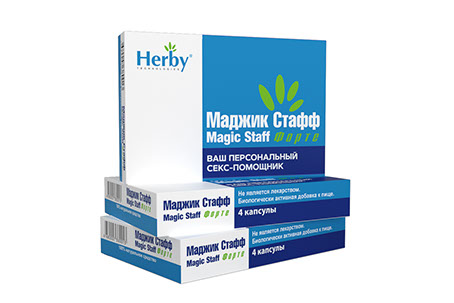 Herby®
TECHNOLOGIES
Маджик Стафф
Magic Staff Форте
ВАШ ПЕРСОНАЛЬНЫЙ
СЕКС-ПОМОЩНИК
Маджик Стафф
Magic Staff Форте
Не является лекарством.
Биологически активная добавка к пище.
4 капсулы
Маджик Стафф
Magic Staff Форте
Не является лекарством.
Биологически активная добавка к пище.
4 капсулы